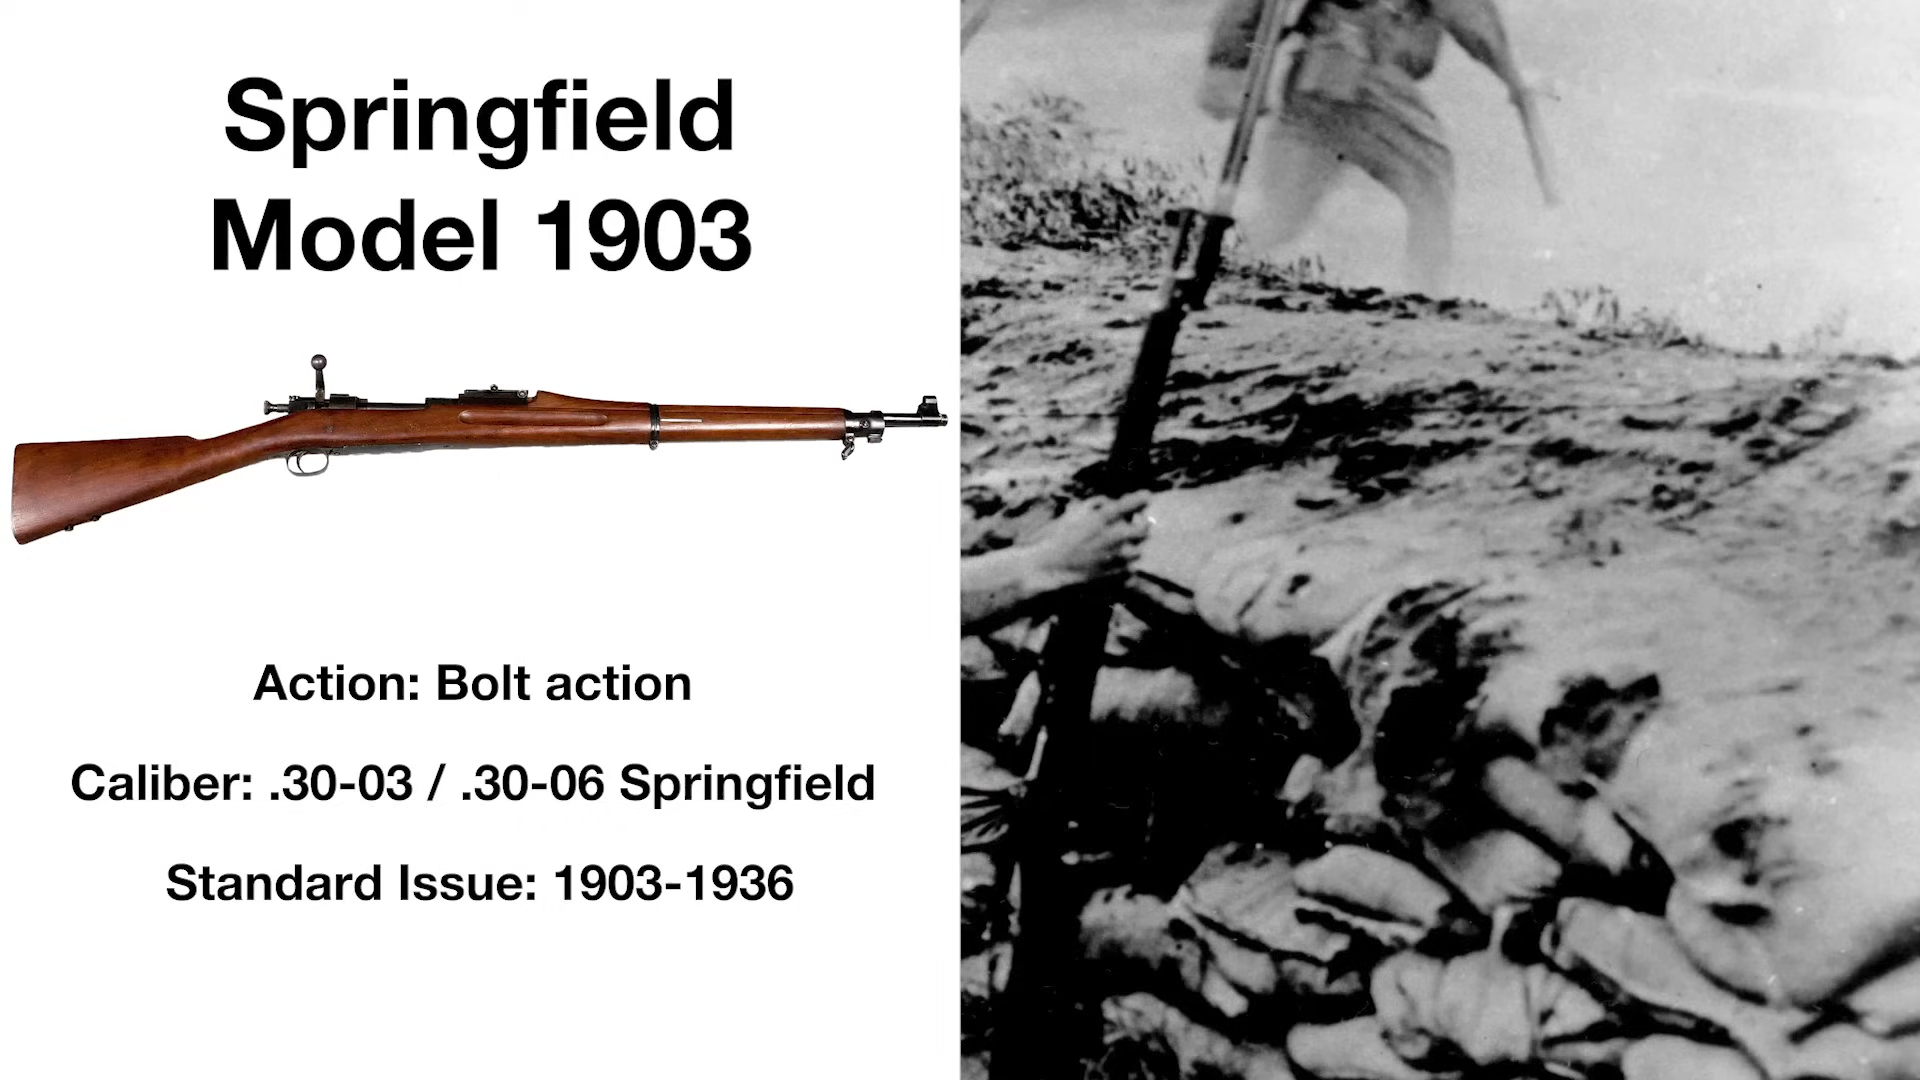 Springfield
Model 1903
Action: Bolt action
Caliber: .30-03 / .30-06 Springfield
Standard Issue: 1903-1936